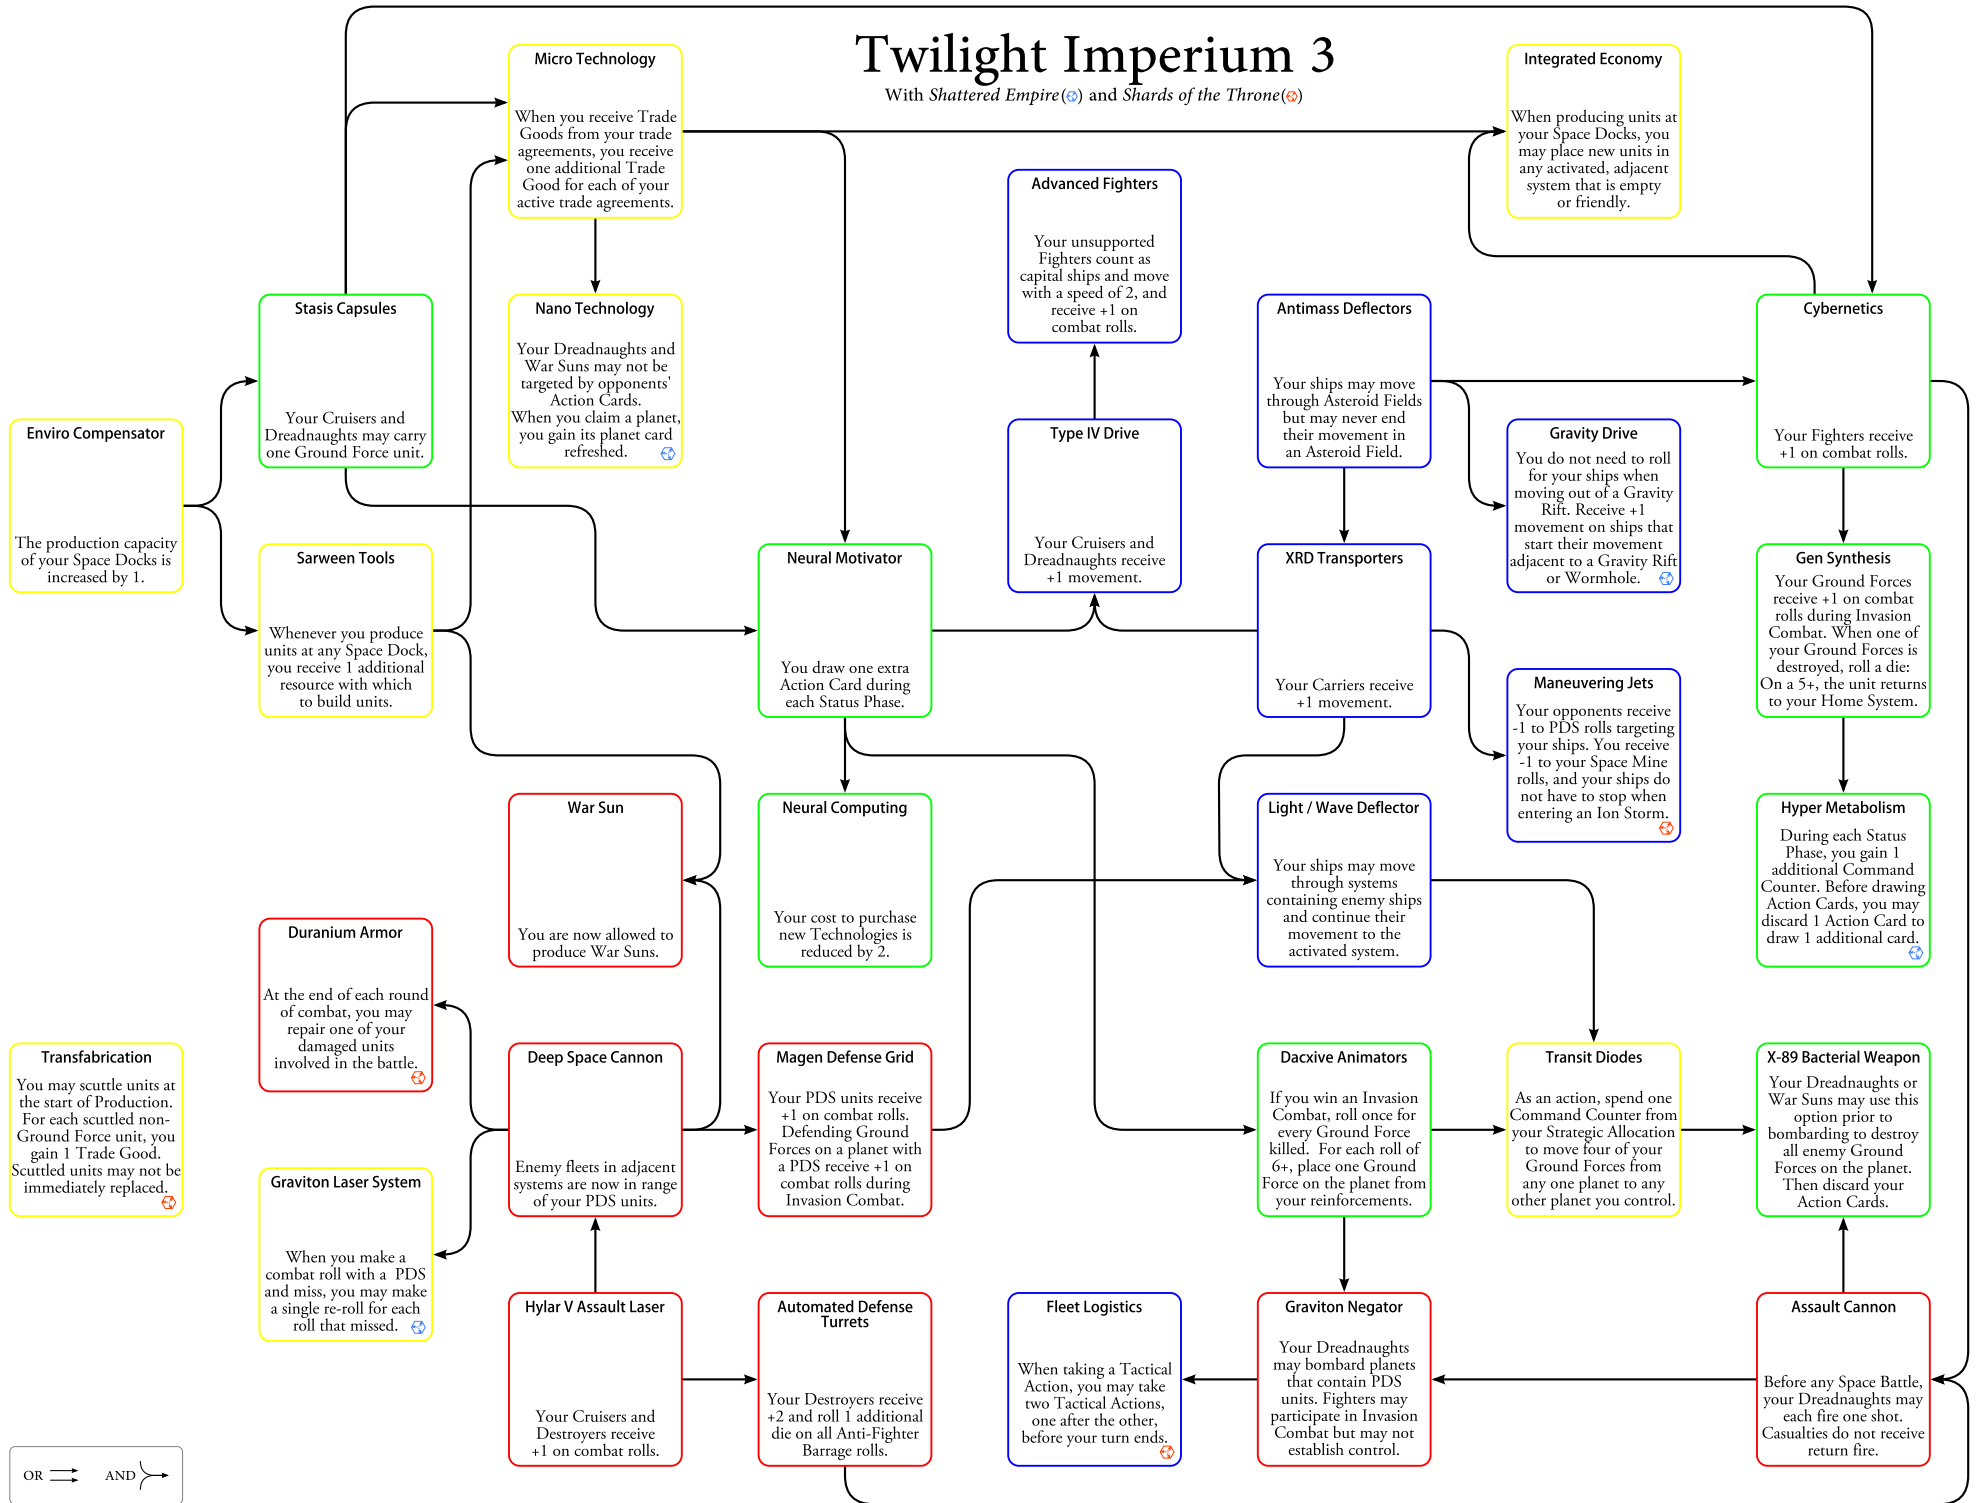 Twilight Imperium 3
With Shattered Empire() and Shards of the Throne()
Micro Technology
When you receive Trade
Goods from your trade
agreements, you receive
one additional Trade
Good for each of your
active trade agreements.
Integrated Economy
When producing units at
your Space Docks, you
may place new units in
any activated, adjacent
system that is empty
or friendly.
Advanced Fighters
Your unsupported
Fighters count as
capital ships and move
with a speed of 2, and
receive +1 on
combat rolls.
Stasis Capsules
Your Cruisers and
Dreadnaughts may carry
one Ground Force unit.
Nano Technology
Your Dreadnaughts and
War Suns may not be
targeted by opponents'
Action Cards.
When you claim a planet,
you gain its planet card
refreshed.
Antimass Deflectors
Your ships may move
through Asteroid Fields
but may never end
their movement in
an Asteroid Field.
Cybernetics
Your Fighters receive
+1 on combat rolls.
Enviro Compensator
The production capacity
of your Space Docks is
increased by 1.
Type IV Drive
Your Cruisers and
Dreadnaughts receive
+1 movement.
Gravity Drive
You do not need to roll
for your ships when
moving out of a Gravity
Rift. Receive +1
movement on ships that
start their movement
adjacent to a Gravity Rift
or Wormhole.
Sarween Tools
Whenever you produce
units at any Space Dock,
you receive 1 additional
resource with which
to build units.
Neural Motivator
You draw one extra
Action Card during
each Status Phase.
XRD Transporters
Your Carriers receive
+1 movement.
Gen Synthesis
Your Ground Forces
receive +1 on combat
rolls during Invasion
Combat. When one of
your Ground Forces is
destroyed, roll a die:
On a 5+, the unit returns
to your Home System.
Maneuvering Jets
Your opponents receive
-1 to PDS rolls targeting
your ships. You receive
-1 to your Space Mine
rolls, and your ships do
not have to stop when
entering an Ion Storm.
War Sun
You are now allowed to
produce War Suns.
Neural Computing
Your cost to purchase
new Technologies is
reduced by 2.
Light / Wave Deflector
Your ships may move
through systems
containing enemy ships
and continue their
movement to the
activated system.
Hyper Metabolism
During each Status
Phase, you gain 1
additional Command
Counter. Before drawing
Action Cards, you may
discard 1 Action Card to
draw 1 additional card.
Duranium Armor
At the end of each round
of combat, you may
repair one of your
damaged units
involved in the battle.
Transfabrication
You may scuttle units at
the start of Production.
For each scuttled non-
Ground Force unit, you
gain 1 Trade Good.
Scuttled units may not be
immediately replaced.
Deep Space Cannon
Enemy fleets in adjacent
systems are now in range
of your PDS units.
Magen Defense Grid
Your PDS units receive
+1 on combat rolls.
Defending Ground
Forces on a planet with
a PDS receive +1 on
combat rolls during
Invasion Combat.
Dacxive Animators
If you win an Invasion
Combat, roll once for
every Ground Force
killed. For each roll of
6+, place one Ground
Force on the planet from
your reinforcements.
Transit Diodes
As an action, spend one
Command Counter from
your Strategic Allocation
to move four of your
Ground Forces from
any one planet to any
other planet you control.
X-89 Bacterial Weapon
Your Dreadnaughts or
War Suns may use this
option prior to
bombarding to destroy
all enemy Ground
Forces on the planet.
Then discard your
Action Cards.
Graviton Laser System
When you make a
combat roll with a PDS
and miss, you may make
a single re-roll for each
roll that missed.
Hylar V Assault Laser
Your Cruisers and
Destroyers receive
+1 on combat rolls.
Automated Defense
Turrets
Your Destroyers receive
+2 and roll 1 additional
die on all Anti-Fighter
Barrage rolls.
Fleet Logistics
When taking a Tactical
Action, you may take
two Tactical Actions,
one after the other,
before your turn ends.
Graviton Negator
Your Dreadnaughts
may bombard planets
that contain PDS
units. Fighters may
participate in Invasion
Combat but may not
establish control.
Assault Cannon
Before any Space Battle,
your Dreadnaughts may
each fire one shot.
Casualties do not receive
return fire.
OR AND